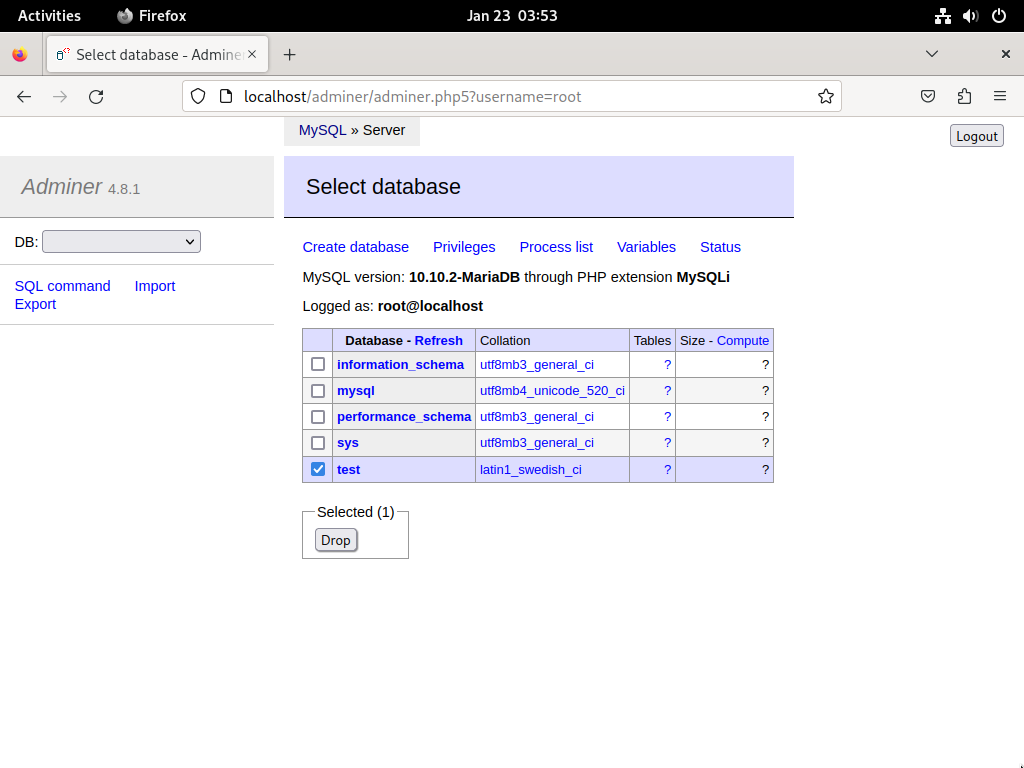 Activities Firefox Jan 23 03:53
Select database - Admine
localhost/adminer/adminer.php5?username=root
MySQL » Server
Logout
Adminer 4.8.1
Select database
DB:
Create database Privileges Process list Variables Status
MySQL version: 10.10.2-MariaDB through PHP extension MySQLi
SQL command Import
Export
Logged as: root@localhost
Database - Refresh Collation Tables Size - Compute
information_schema utf8mb3_general_ci ? ?
mysql utf8mb4_unicode_520_ci ? ?
performance_schema utf8mb3_general_ci ? ?
sys utf8mb3_general_ci ? ?
test latin1_swedish_ci ? ?
Selected (1)
Drop